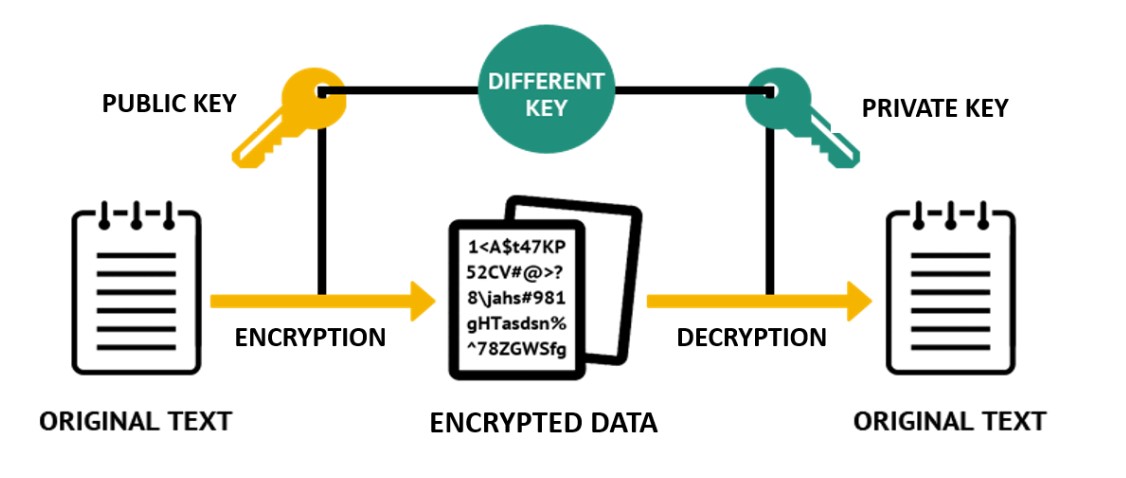 DIFFERENT
KEY
PUBLIC KEY
PRIVATE KEY
1<A$t47KP
52CV#@>?
8\jahs#981
gHTasdsn%
^78ZGWSfg
ENCRYPTION
DECRYPTION
ORIGINAL TEXT
ENCRYPTED DATA
ORIGINAL TEXT